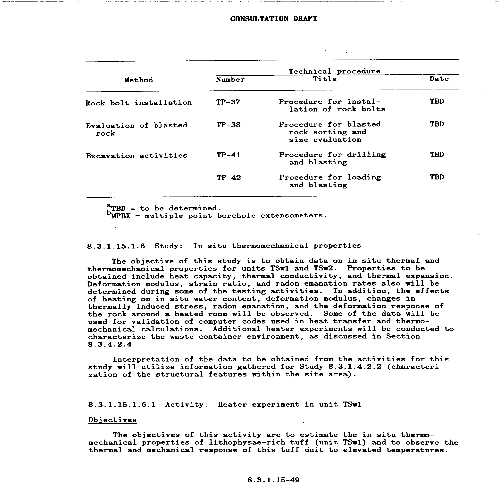 CONSULTATION DRAFT
Technical procedure
Method Number Title Date
Rock bolt installation TP-37 Procedure for instal- TBD
lation of rock bolts
Evaluation of blasted TP-38 Procedure for blasted TBD
rock rock sorting and
size evaluation
Excavation activities TP-41 Procedure for drilling TBD
and blasting
TP-42 Procedure for loading TBD
and blasting
aTBD - to be determined.
bMPBX - multiple point borehole extensometers.
8.3.1.15.1.6 Study: In situ thermomechanical properties
The objective of this study is to obtain data on in situ thermal and
thermomechanical properties for units TSw1 and TSw2. Properties to be
obtained include heat capacity, thermal conductivity, and thermal expansion.
Deformation modulus, strain ratio, and radon emanation rates also will be
determined during some of the testing activities. In addition, the effects
of heating on in situ water content, deformation modulus, changes in
thermally induced stress, radon emanation, and the deformation response of
the rock around a heated room will be observed. Some of the data will be
used for validation of computer codes used in heat transfer and thermo-
mechanical calculations. Additional heater experiments will be conducted to
characterize the waste container environment, as discussed in Section
8.3.4.2.4
Interpretation of the data to be obtained from the activities for this
study will utilize information gathered for Study 8.3.1.4.2.2 (characteri
zation of the structural features within the site area).
8.3.1.15.1.6.1 Activity: Heater experiment in unit TSw1
Objectives
The objectives of this activity are to estimate the in situ thermo-
mechanical properties of lithophysae-rich tuff (unit TSw1) and to observe the
thermal and mechanical response of this tuff unit to elevated temperatures.
8.3.1.15-49